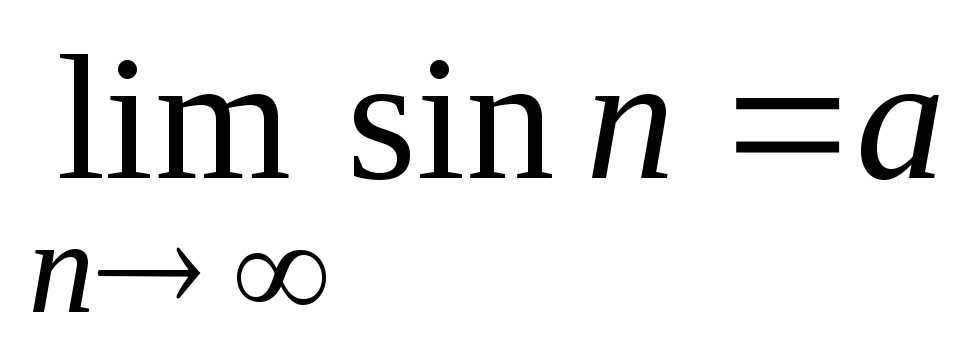 lim sin n = a
n→ ∞